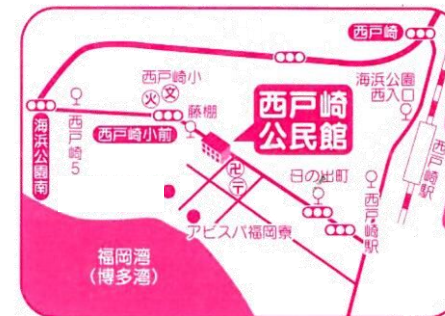 西戸崎
西戸崎小
火
文
海浜公園
西入口
海浜公園南
西戸崎5
西戸崎小前
藤棚
西戸崎
公民館
西戸崎駅
日の出町
西戸崎駅
卍
〒
アビスパ福岡寮
福岡湾
(博多湾)